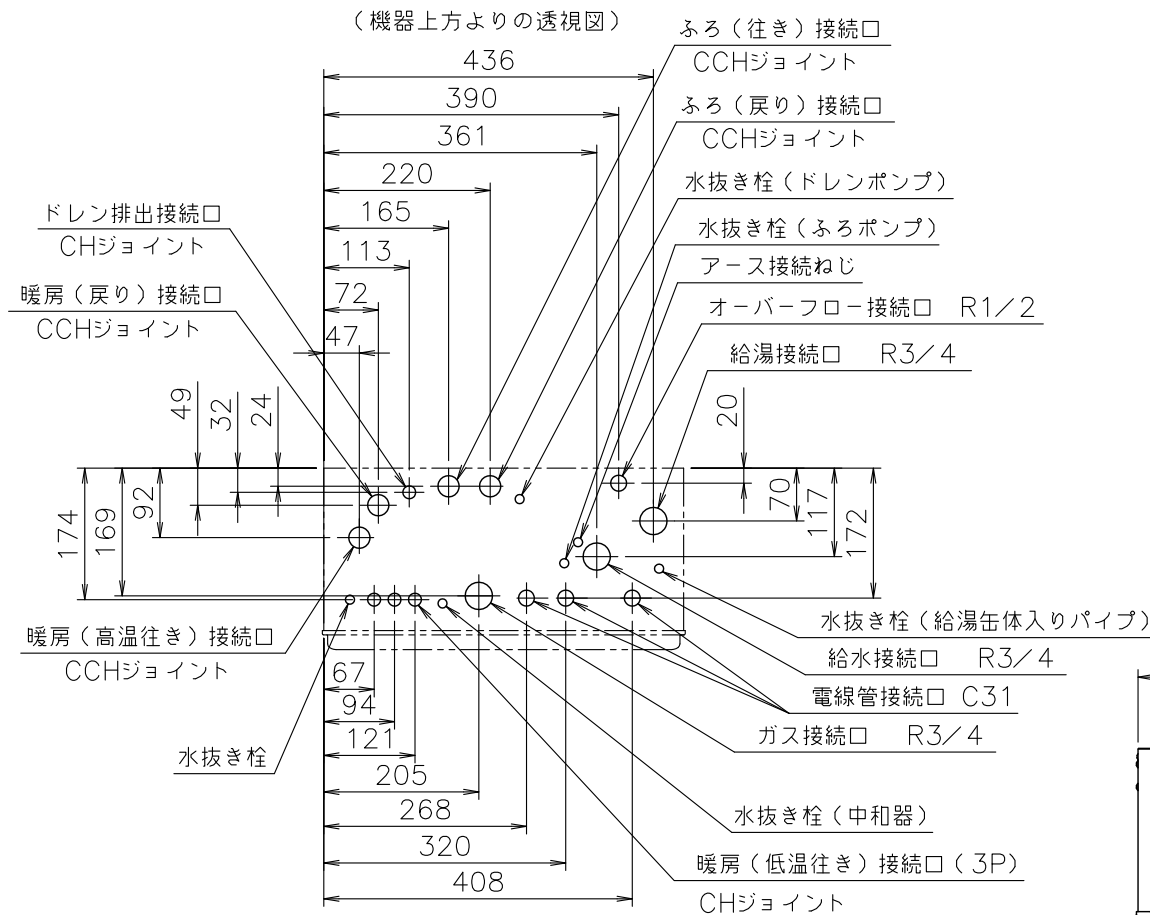 (機器上方よりの透視図)
ふろ(往き)接続口
CCHジョイント
436
390
ふろ(戻り)接続口
CCHジョイント
361
220
水抜き栓(ドレンポンプ)
165
ドレン排出接続口
CHジョイント
水抜き栓(ふろポンプ)
113
アース接続ねじ
暖房(戻り)接続口
CCHジョイント
72
オーバーフロー接続口 R1/2
47
給湯接続口 R3/4
49
32
24
20
174
169
92
70
117
172
暖房(高温往き)接続口
CCHジョイント
水抜き栓(給湯缶体入りパイプ)
給水接続口 R3/4
67
電線管接続口 C31
94
ガス接続口 R3/4
121
水抜き栓
205
268
水抜き栓(中和器)
320
暖房(低温往き)接続口(3P)
CHジョイント
408